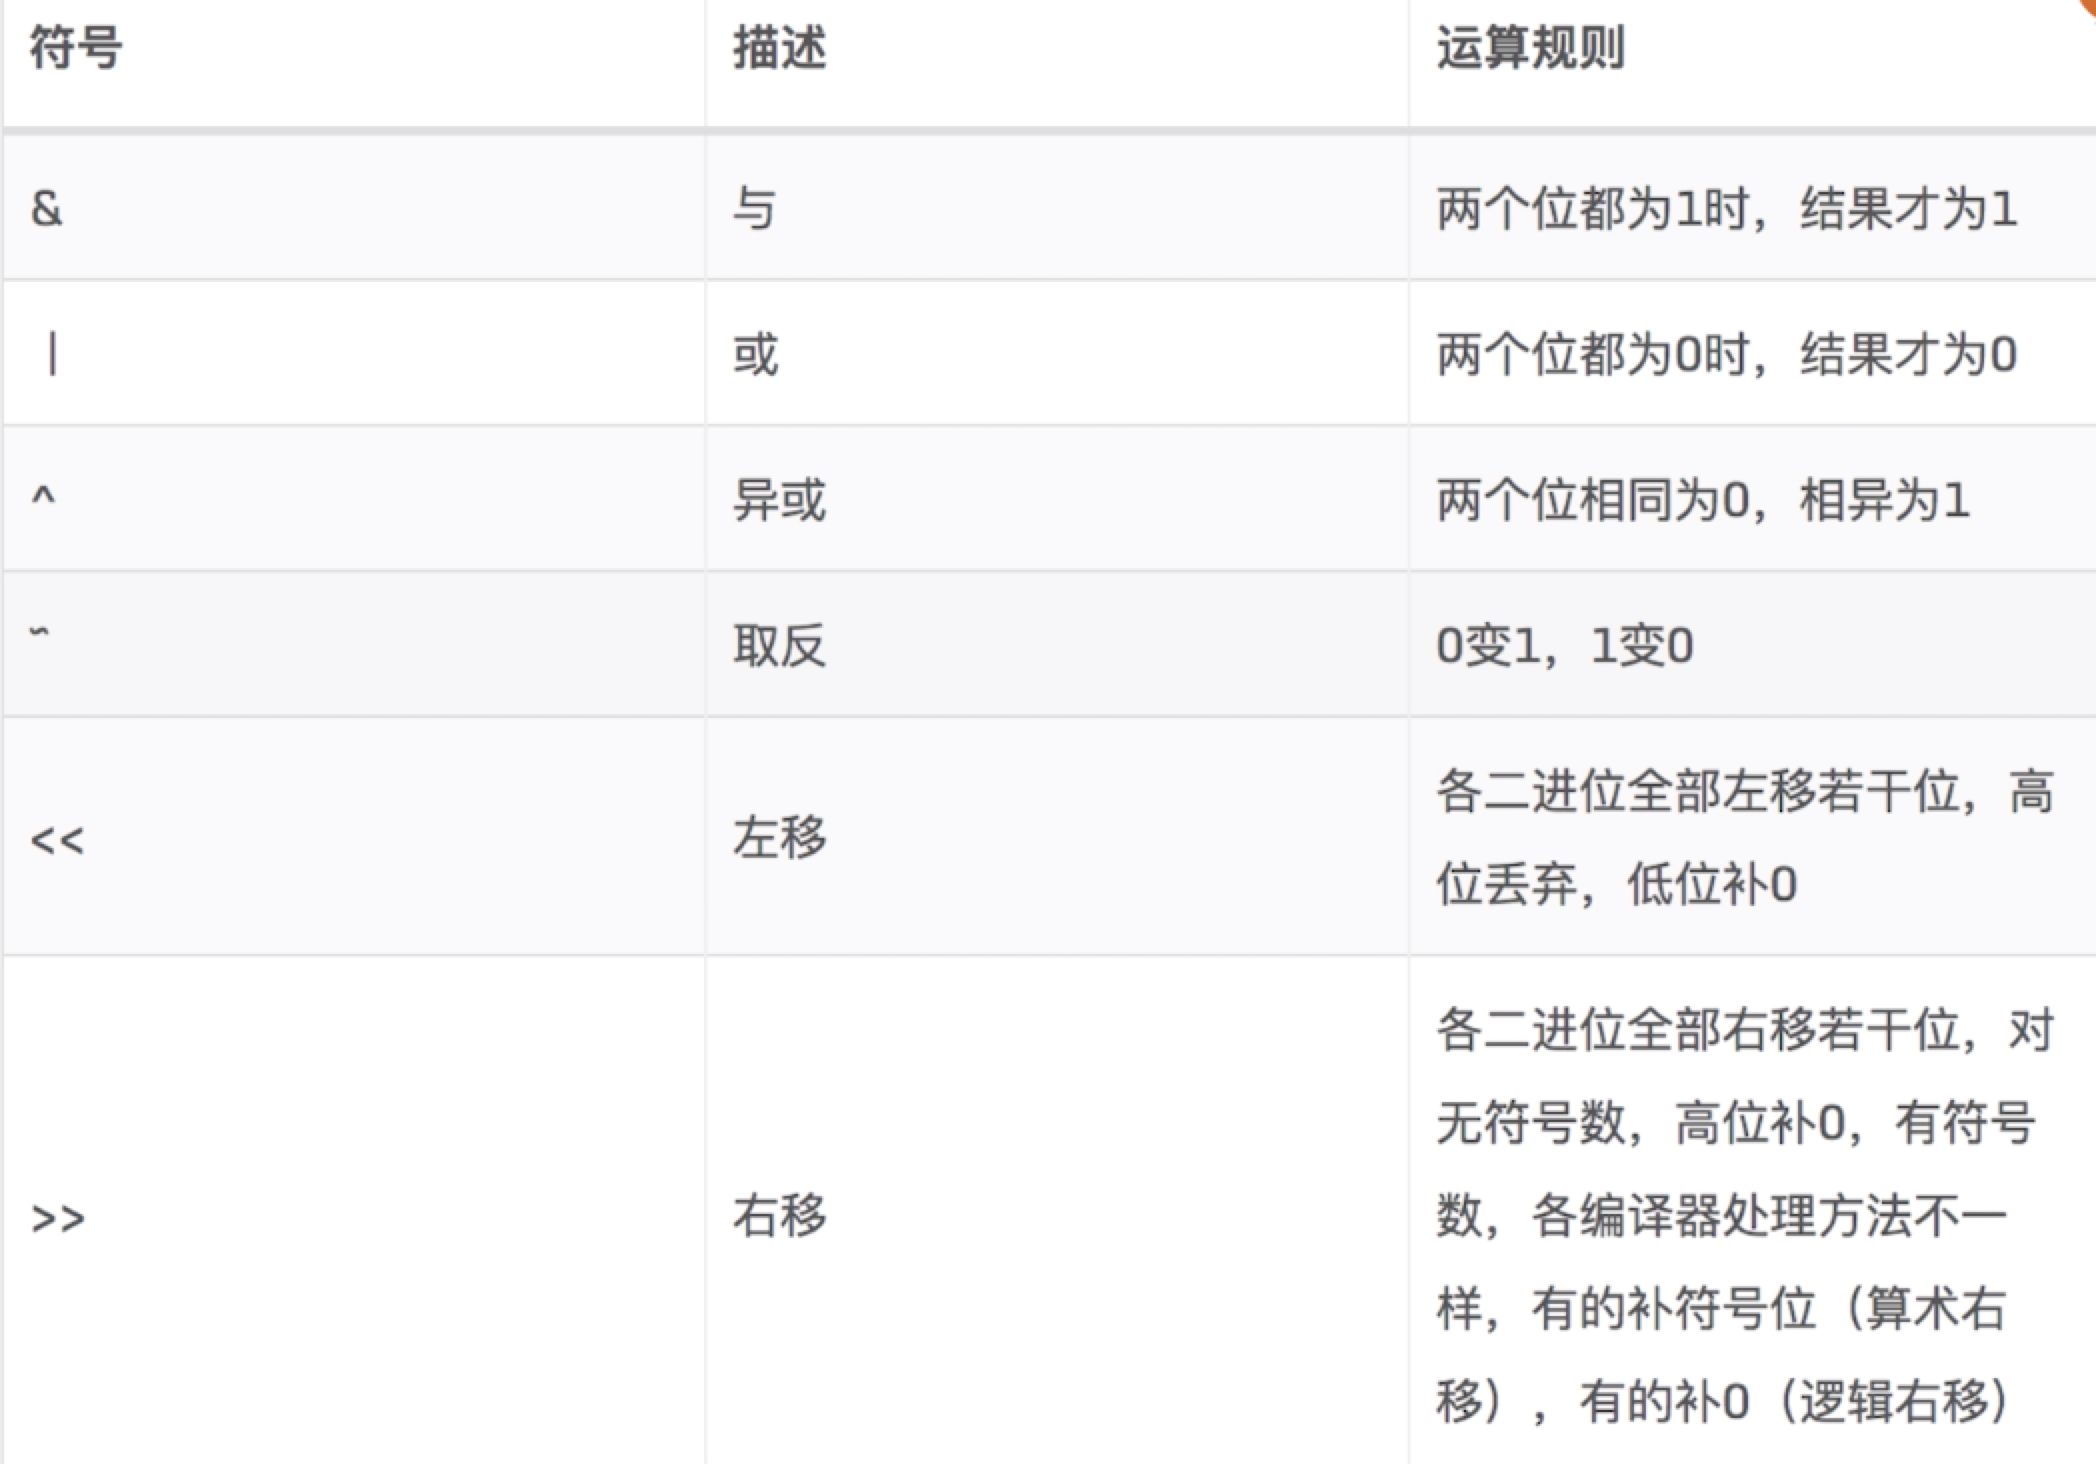 符号 描述 运算规则
& 与 两个位都为1时，结果才为1
| 或 两个位都为0时，结果才为0
^ 异或 两个位相同为0，相异为1
~ 取反 0变1，1变0
<< 左移 各二进位全部左移若干位，高
位丢弃，低位补0
>> 右移 各二进位全部右移若干位，对
无符号数，高位补0，有符号
数，各编译器处理方法不一
样，有的补符号位（算术右
移），有的补0（逻辑右移）